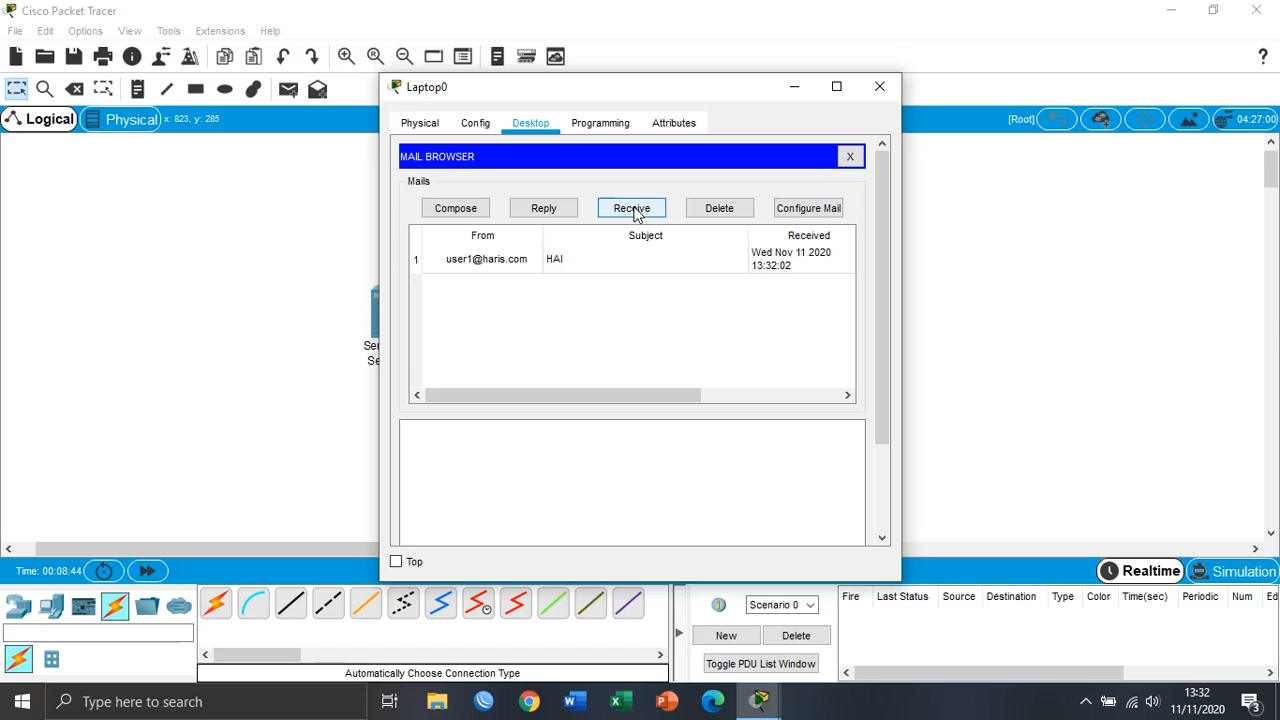 Cisco Packet Tracer
File Edit Options View Tools Extensions Help
Logical Physical x: 823, y: 285 [Root] 04:27:00
Laptop0
Physical Config Desktop Programming Attributes
MAIL BROWSER X
Mails
Compose Reply Receive Delete Configure Mail
From Subject Received
1 user1@haris.com HAI Wed Nov 11 2020
13:32:02
Ser
Se
Top
Time: 00:08:44 Realtime Simulation
Scenario 0 Fire Last Status Source Destination Type Color Time(sec) Periodic Num Ed
New Delete
Toggle PDU List Window
Automatically Choose Connection Type
Type here to search
13:32
11/11/2020
3